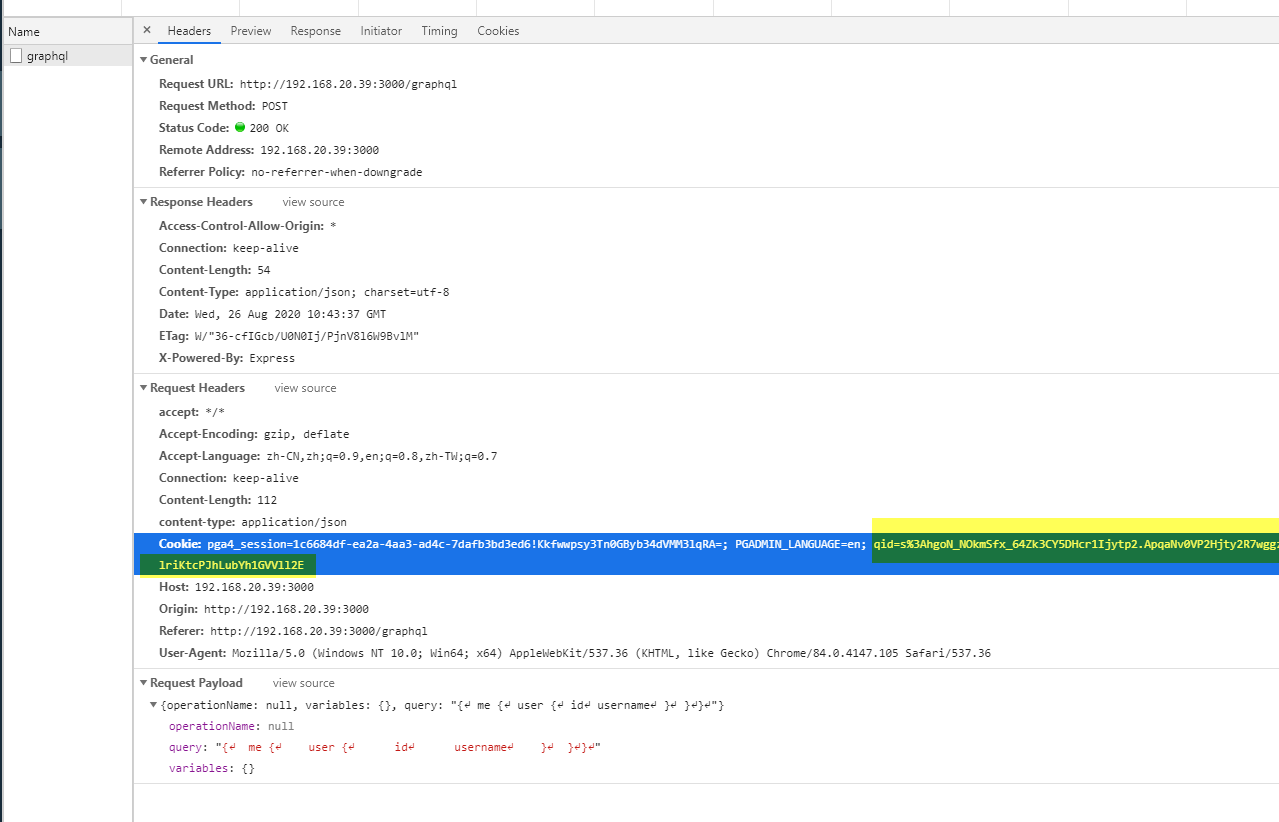 Name
× Headers Preview Response Initiator Timing Cookies
graphql
General
Request URL: http://192.168.20.39:3000/graphql
Request Method: POST
Status Code: 200 OK
Remote Address: 192.168.20.39:3000
Referrer Policy: no-referrer-when-downgrade
Response Headers view source
Access-Control-Allow-Origin: *
Connection: keep-alive
Content-Length: 54
Content-Type: application/json; charset=utf-8
Date: Wed, 26 Aug 2020 10:43:37 GMT
ETag: W/"36-cfIGcb/U0N0Ij/PjnV8l6W9BvlM"
X-Powered-By: Express
Request Headers view source
accept: */*
Accept-Encoding: gzip, deflate
Accept-Language: zh-CN,zh;q=0.9,en;q=0.8,zh-TW;q=0.7
Connection: keep-alive
Content-Length: 112
content-type: application/json
Cookie: pga4_session=1c6684df-ea2a-4aa3-ad4c-7dafb3bd3ed6!Kkfwwpsy3Tn0GByb34dVMM3lqRA=; PGADMIN_LANGUAGE=en; qid=s%3AhgoN_NOkmSfx_64Zk3CY5DHcr1Ijytp2.ApqaNv0VP2Hjty2R7wggz
lriKtcPJhLubYh1GVVll2E
Host: 192.168.20.39:3000
Origin: http://192.168.20.39:3000
Referer: http://192.168.20.39:3000/graphql
User-Agent: Mozilla/5.0 (Windows NT 10.0; Win64; x64) AppleWebKit/537.36 (KHTML, like Gecko) Chrome/84.0.4147.105 Safari/537.36
Request Payload view source
{operationName: null, variables: {}, query: "{↵ me {↵ user {↵ id↵ username↵ }↵ }↵}↵"}
operationName: null
query: "{↵ me {↵ user {↵ id↵ username↵ }↵ }↵}↵"
variables: {}